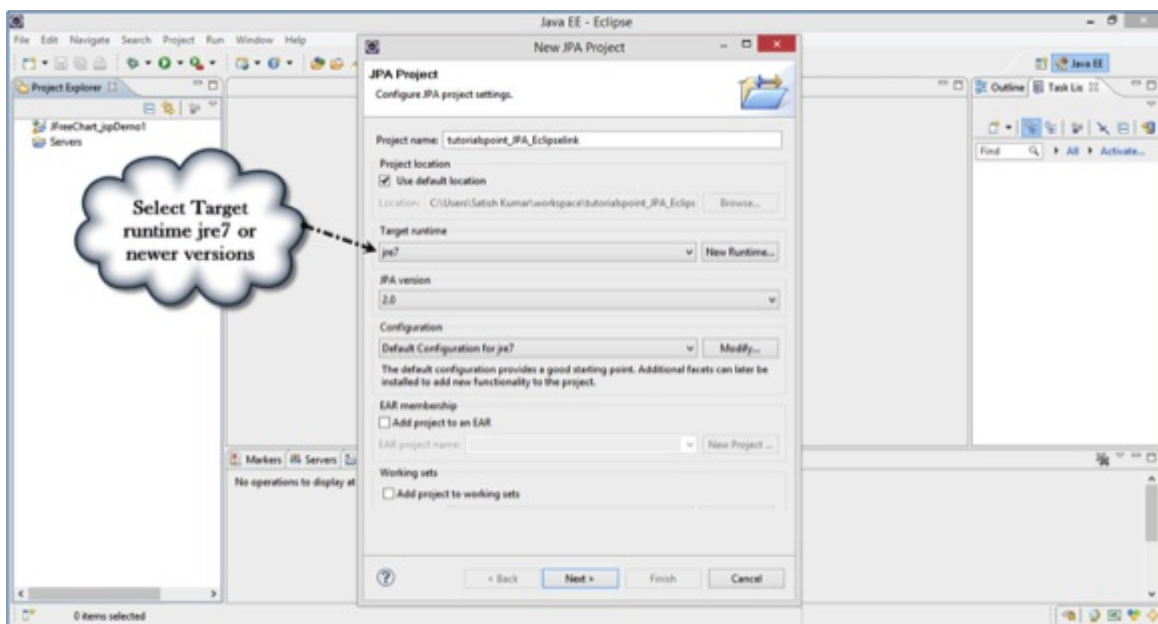 Java EE - Eclipse
File Edit Navigate Search Project Run Window Help
Java EE
Project Explorer
JFreeChart_jspDemo1
Servers
Select Target
runtime jre7 or
newer versions
New JPA Project
JPA Project
Configure JPA project settings.
Project name: tutorialspoint_JPA_Eclipselink
Project location
Use default location
Location: C:\Users\Satish Kumar\workspace\tutorialspoint_JPA_Eclips Browse...
Target runtime
jre7 New Runtime...
JPA version
2.0
Configuration
Default Configuration for jre7 Modify...
The default configuration provides a good starting point. Additional facets can later be
installed to add new functionality to the project.
EAR membership
Add project to an EAR
EAR project name: New Project ...
Working sets
Add project to working sets
< Back Next > Finish Cancel
Outline Task Lis
Find All Activate...
Markers Servers
No operations to display at
0 items selected